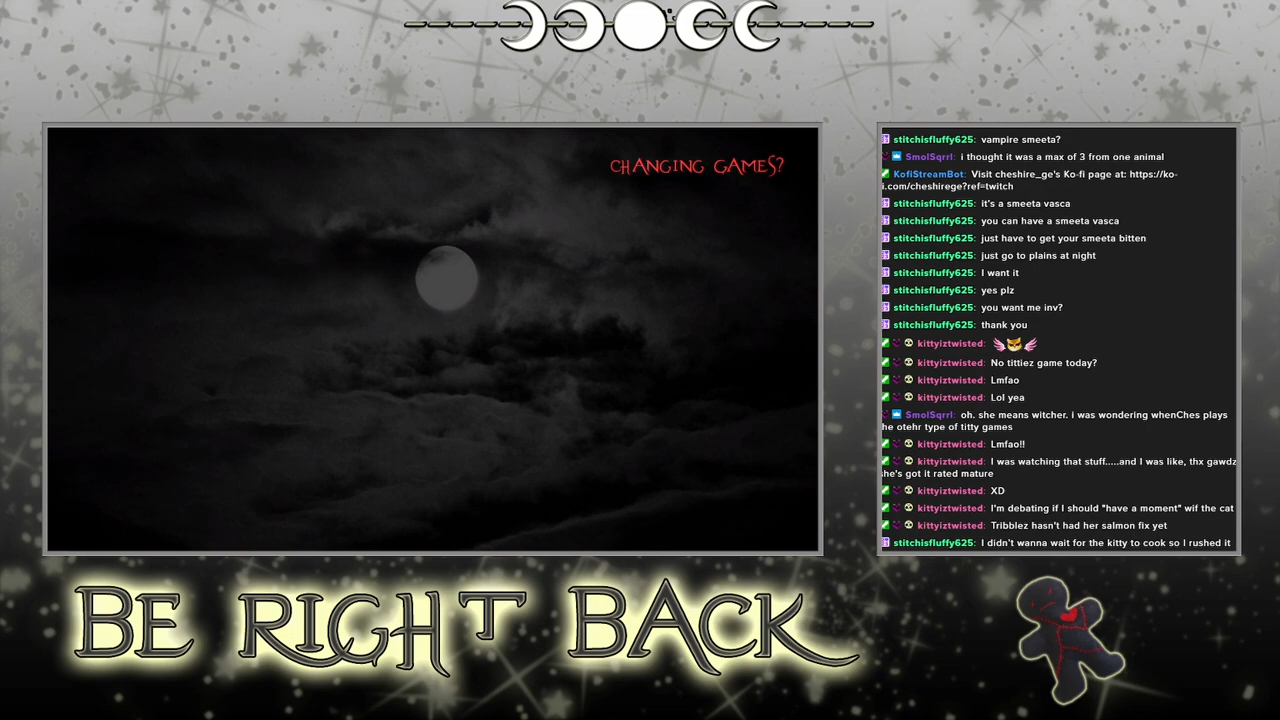 CHANGING GAMES?
stitchisfluffy625: vampire smeeta?
SmolSqrrl: i thought it was a max of 3 from one animal
KofiStreamBot: Visit cheshire_ge's Ko-fi page at: https://ko-
i.com/cheshirege?ref=twitch
stitchisfluffy625: it's a smeeta vasca
stitchisfluffy625: you can have a smeeta vasca
stitchisfluffy625: just have to get your smeeta bitten
stitchisfluffy625: just go to plains at night
stitchisfluffy625: I want it
stitchisfluffy625: yes plz
stitchisfluffy625: you want me inv?
stitchisfluffy625: thank you
kittyiztwisted:
kittyiztwisted: No tittiez game today?
kittyiztwisted: Lmfao
kittyiztwisted: Lol yea
SmolSqrrl: oh. she means witcher. i was wondering whenChes plays
he otehr type of titty games
kittyiztwisted: Lmfao!!
kittyiztwisted: I was watching that stuff.....and I was like, thx gawdz
she's got it rated mature
kittyiztwisted: XD
kittyiztwisted: I'm debating if I should "have a moment" wif the cat
kittyiztwisted: Tribblez hasn't had her salmon fix yet
stitchisfluffy625: I didn't wanna wait for the kitty to cook so I rushed it
BE RIGHT BACK